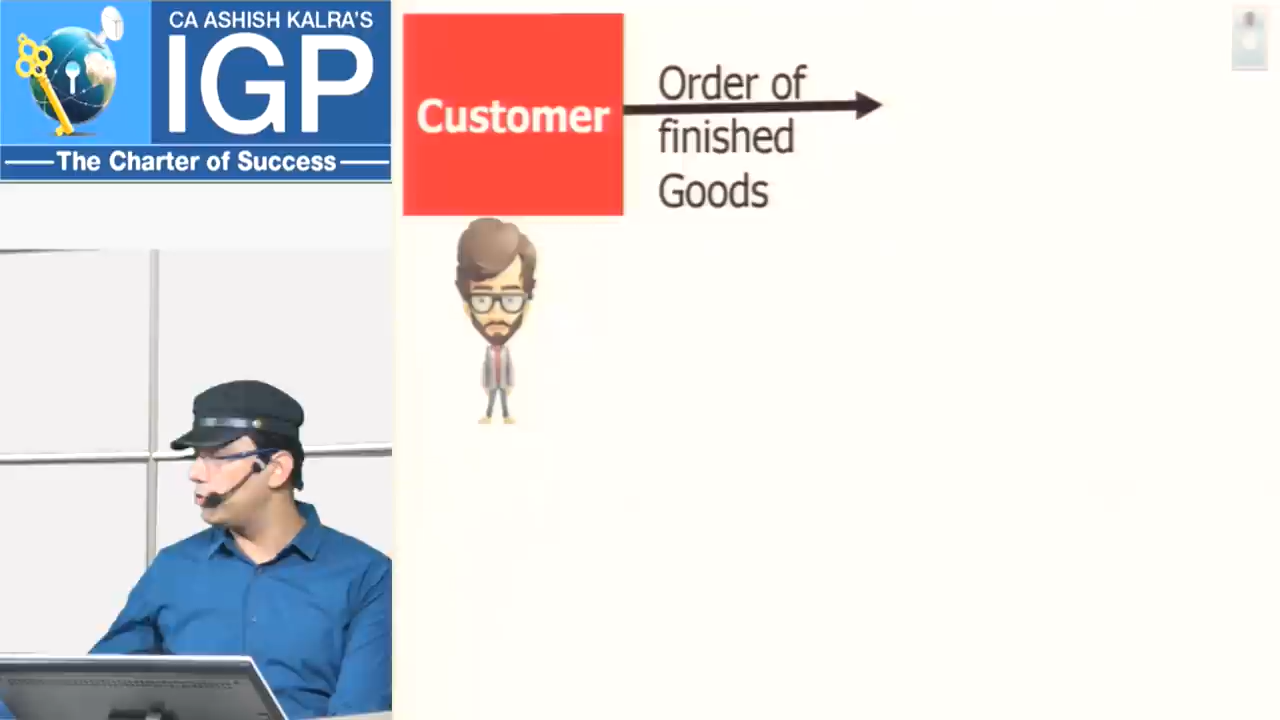 CA ASHISH KALRA'S
IGP
The Charter of Success
Customer
Order of
finished
Goods